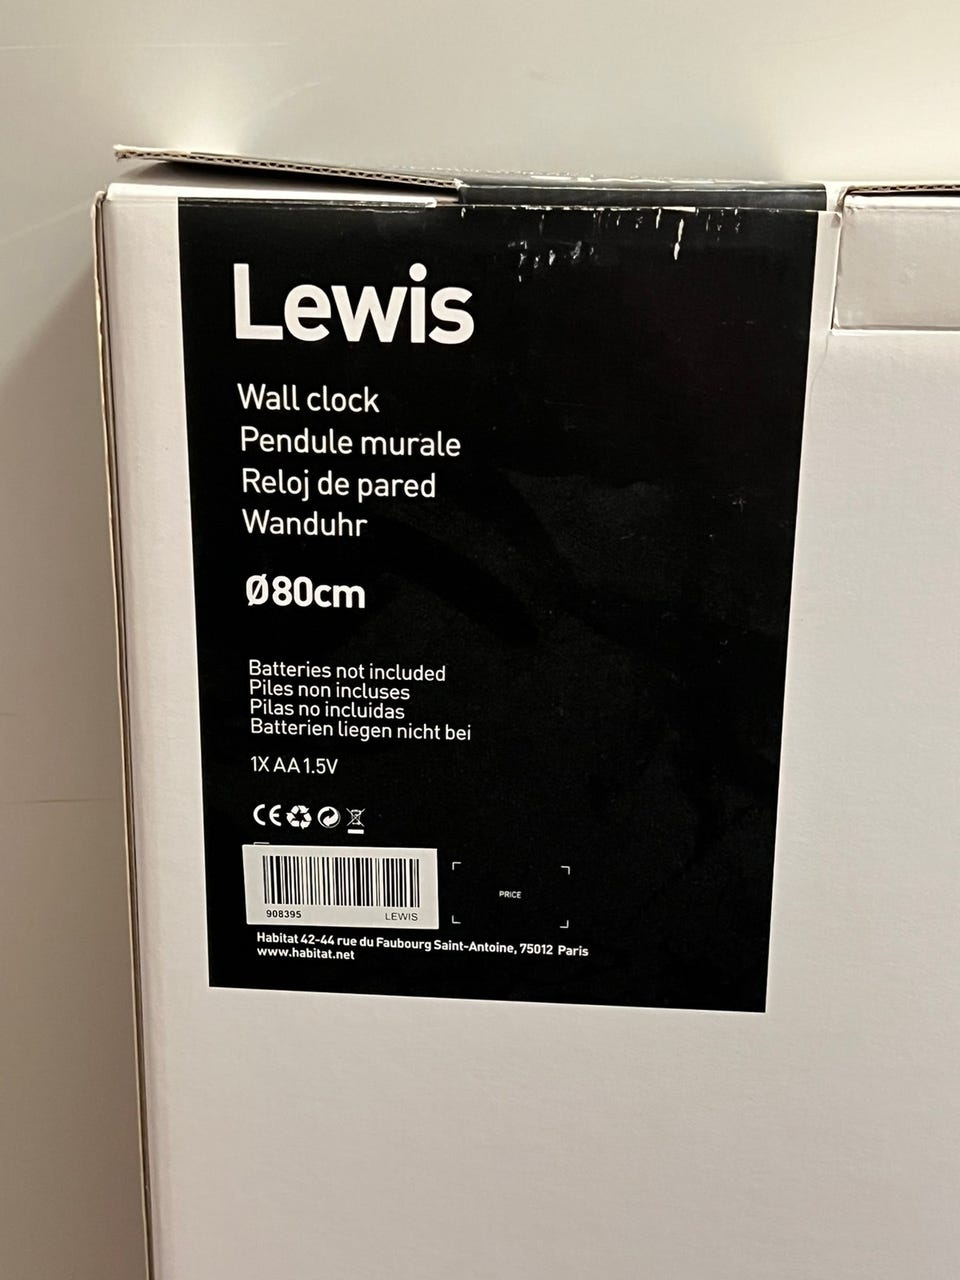 Lewis
Wall clock
Pendule murale
Reloj de pared
Wanduhr
Ø80cm
Batteries not included
Piles non incluses
Pilas no incluidas
Batterien liegen nicht bei
1X AA 1.5V
CE
908395 LEWIS
PRICE
Habitat 42-44 rue du Faubourg Saint-Antoine, 75012 Paris
www.habitat.net